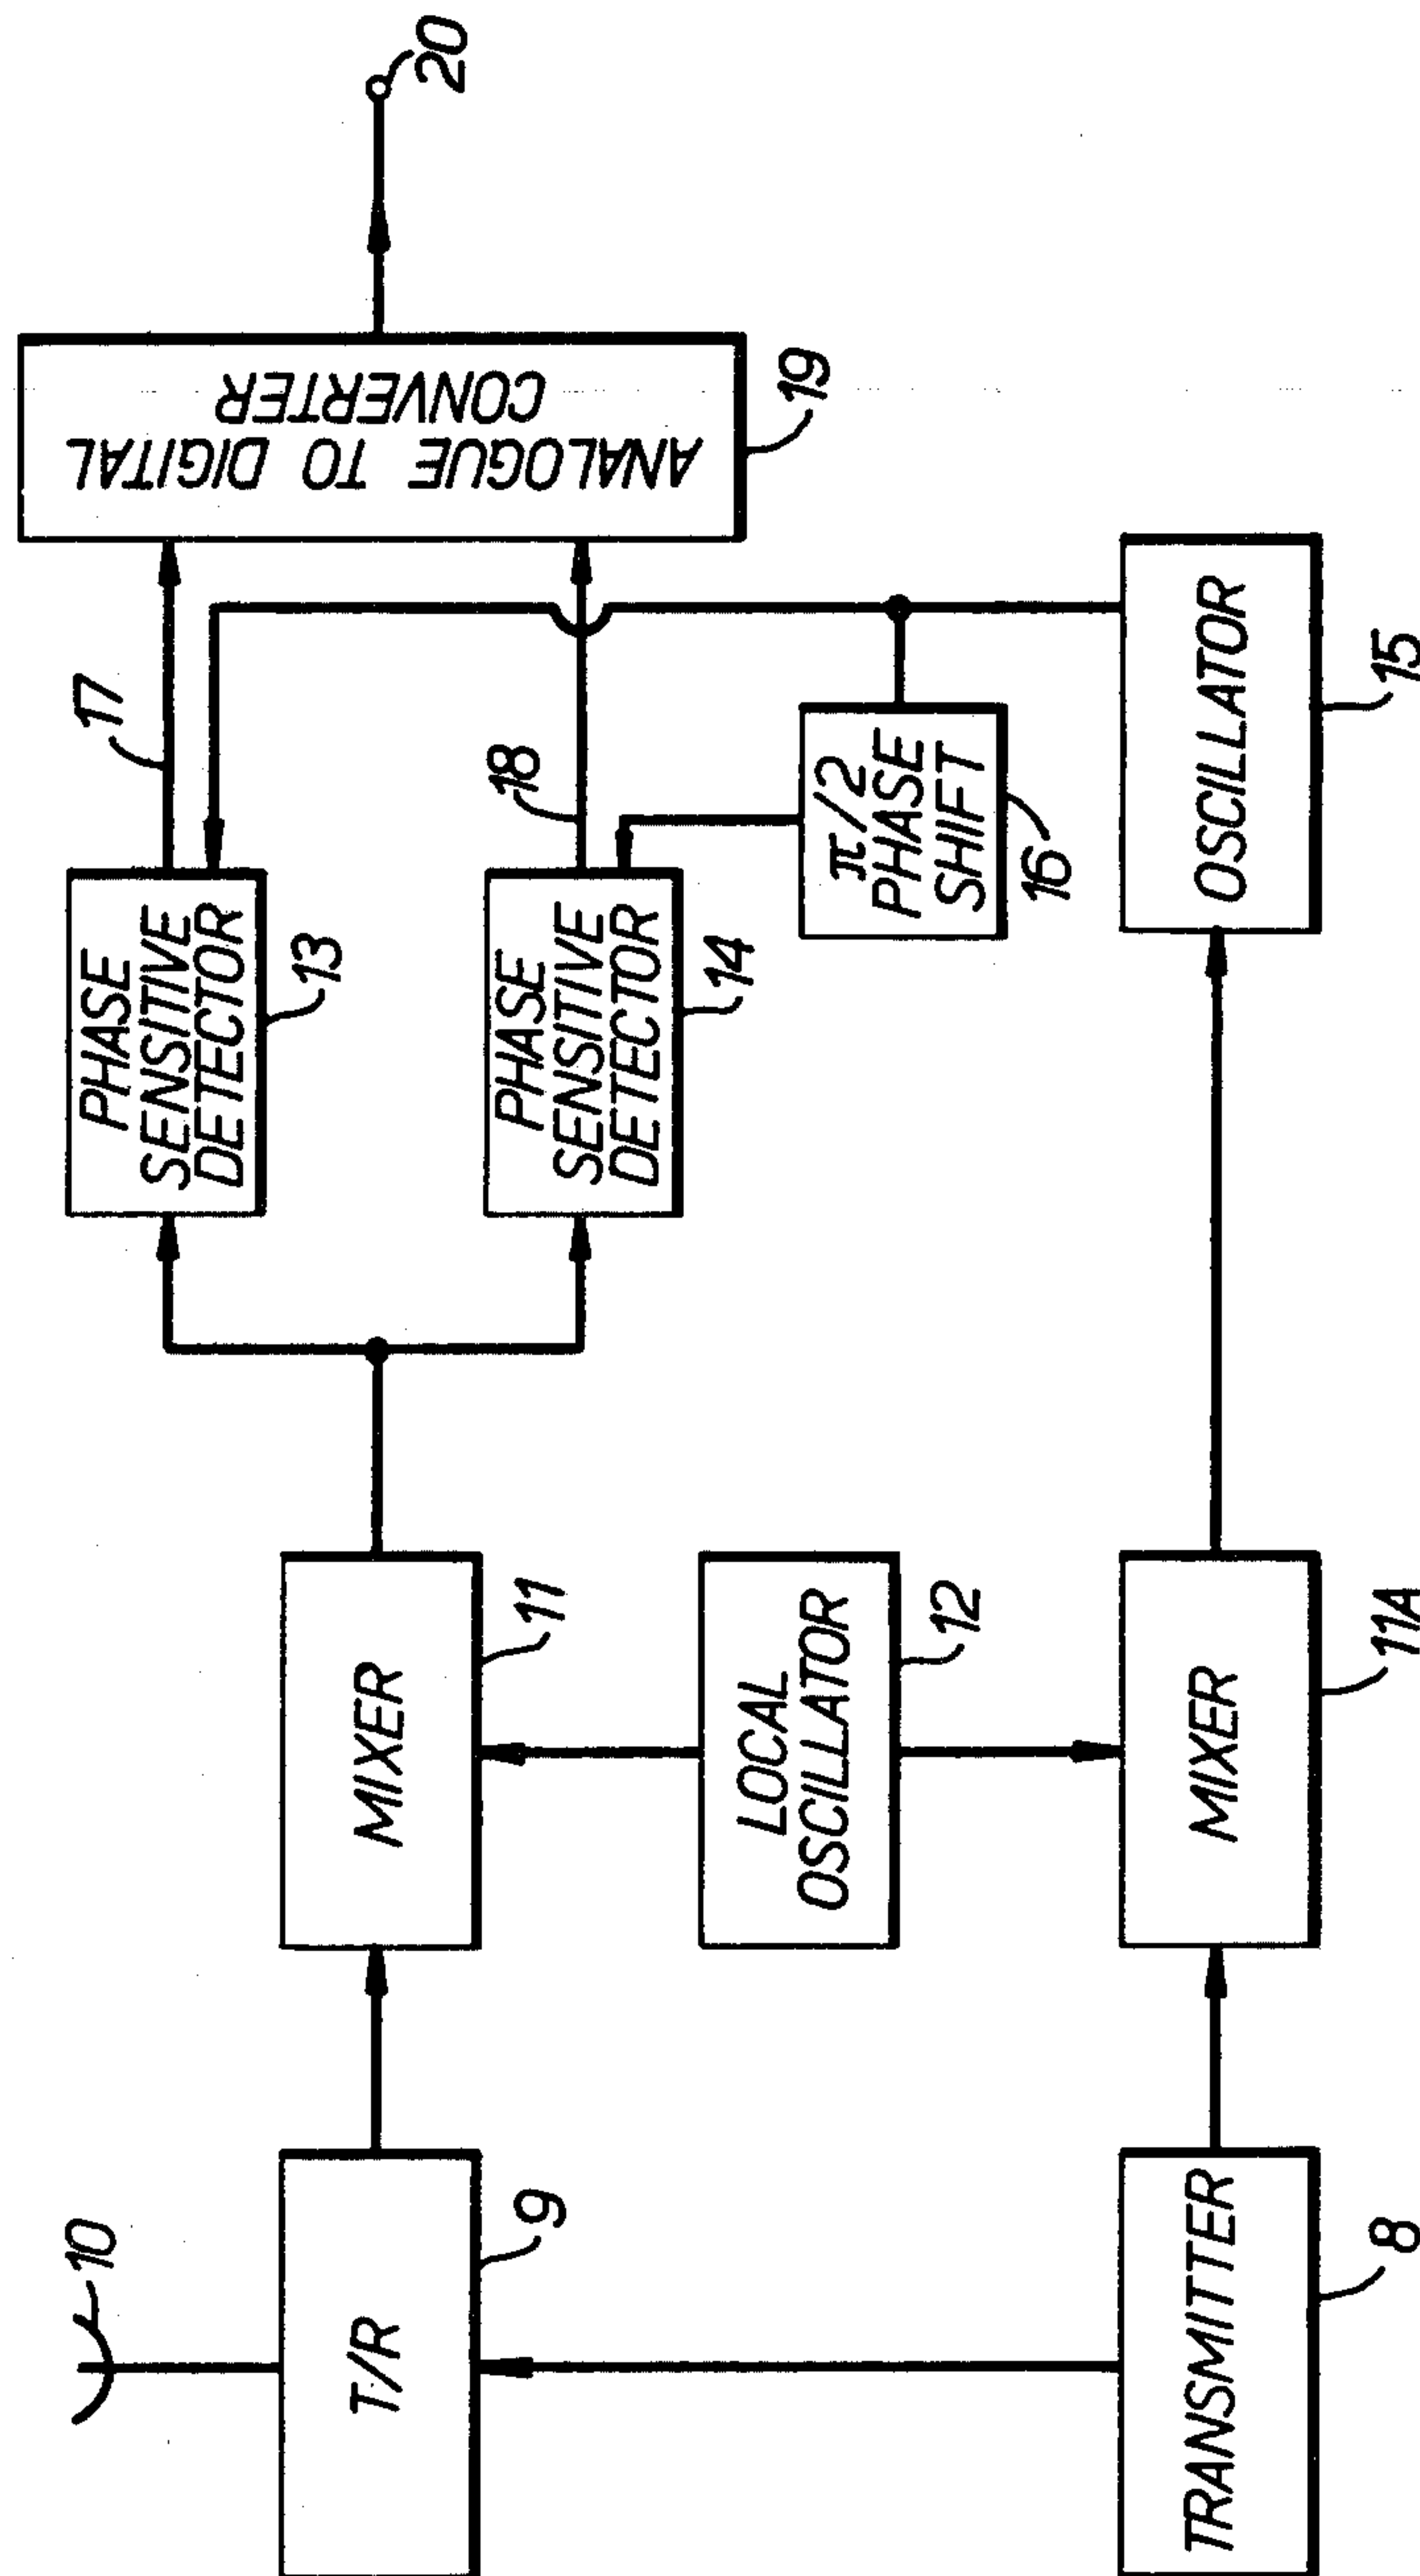 10
T/R
9
TRANSMITTER
8
MIXER
11
LOCAL
OSCILLATOR
12
MIXER
11A
PHASE
SENSITIVE
DETECTOR
13
PHASE
SENSITIVE
DETECTOR
14
17
18
π/2
PHASE
SHIFT
16
OSCILLATOR
15
ANALOGUE TO DIGITAL
CONVERTER
19
20